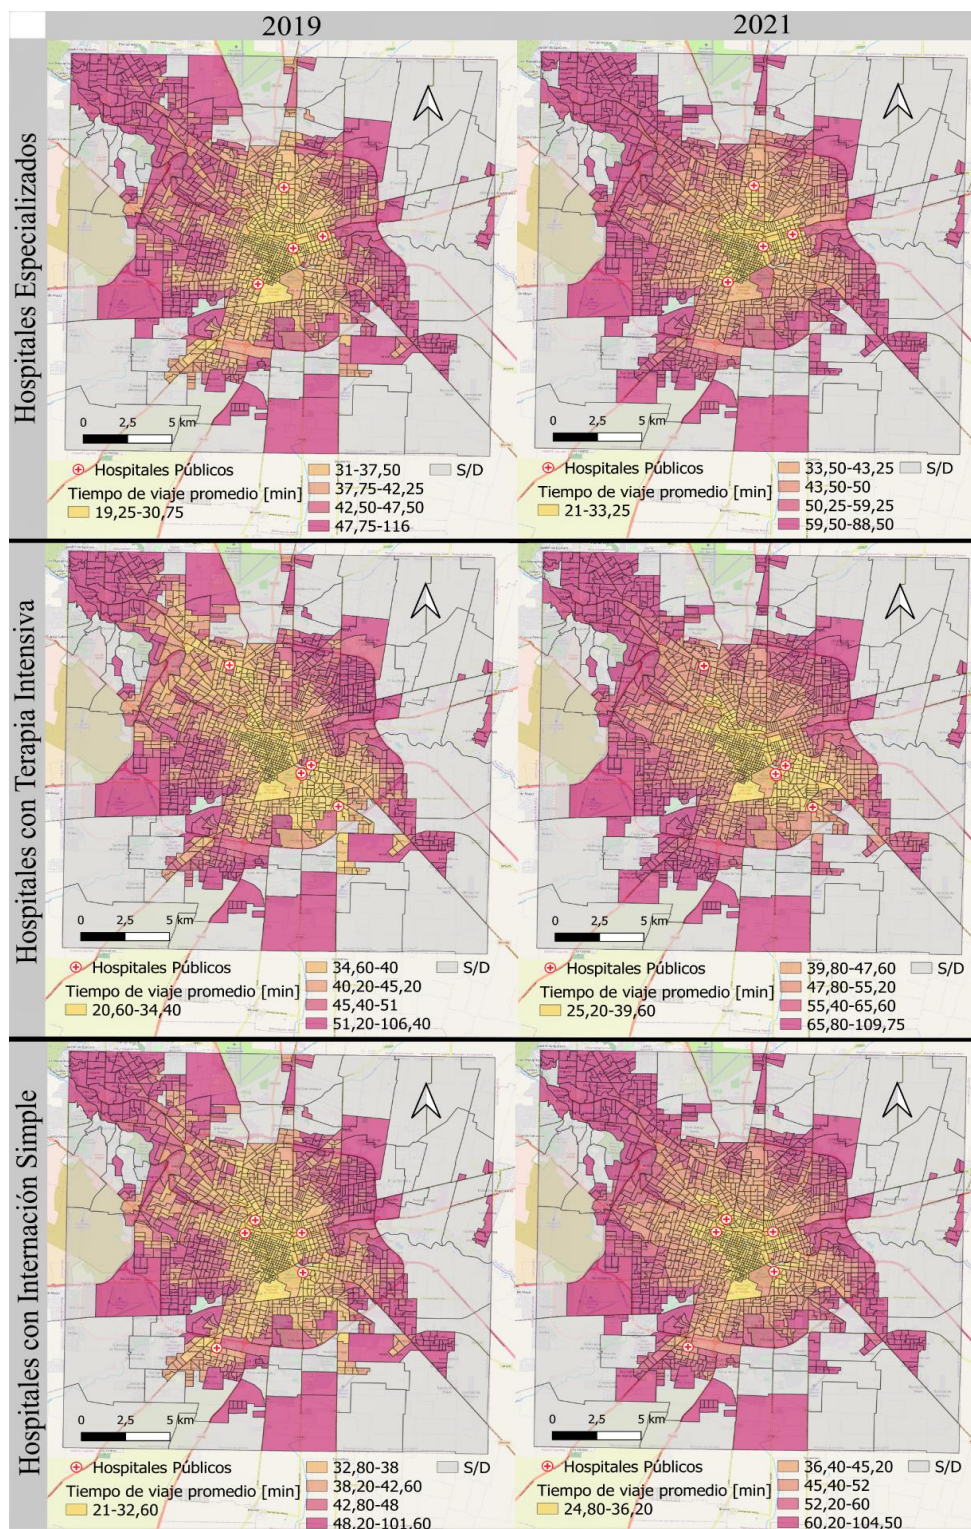 2019
2021
Hospitales Especializados
0 2,5 5 km
Hospitales Públicos
Tiempo de viaje promedio [min]
19,25-30,75
31-37,50
37,75-42,25
42,50-47,50
47,75-116
S/D
0 2,5 5 km
Hospitales Públicos
Tiempo de viaje promedio [min]
21-33,25
33,50-43,25
43,50-50
50,25-59,25
59,50-88,50
S/D
Hospitales con Terapia Intensiva
0 2,5 5 km
Hospitales Públicos
Tiempo de viaje promedio [min]
20,60-34,40
34,60-40
40,20-45,20
45,40-51
51,20-106,40
S/D
0 2,5 5 km
Hospitales Públicos
Tiempo de viaje promedio [min]
25,20-39,60
39,80-47,60
47,80-55,20
55,40-65,60
65,80-109,75
S/D
Hospitales con Internación Simple
0 2,5 5 km
Hospitales Públicos
Tiempo de viaje promedio [min]
21-32,60
32,80-38
38,20-42,60
42,80-48
48,20-101,60
S/D
0 2,5 5 km
Hospitales Públicos
Tiempo de viaje promedio [min]
24,80-36,20
36,40-45,20
45,40-52
52,20-60
60,20-104,50
S/D